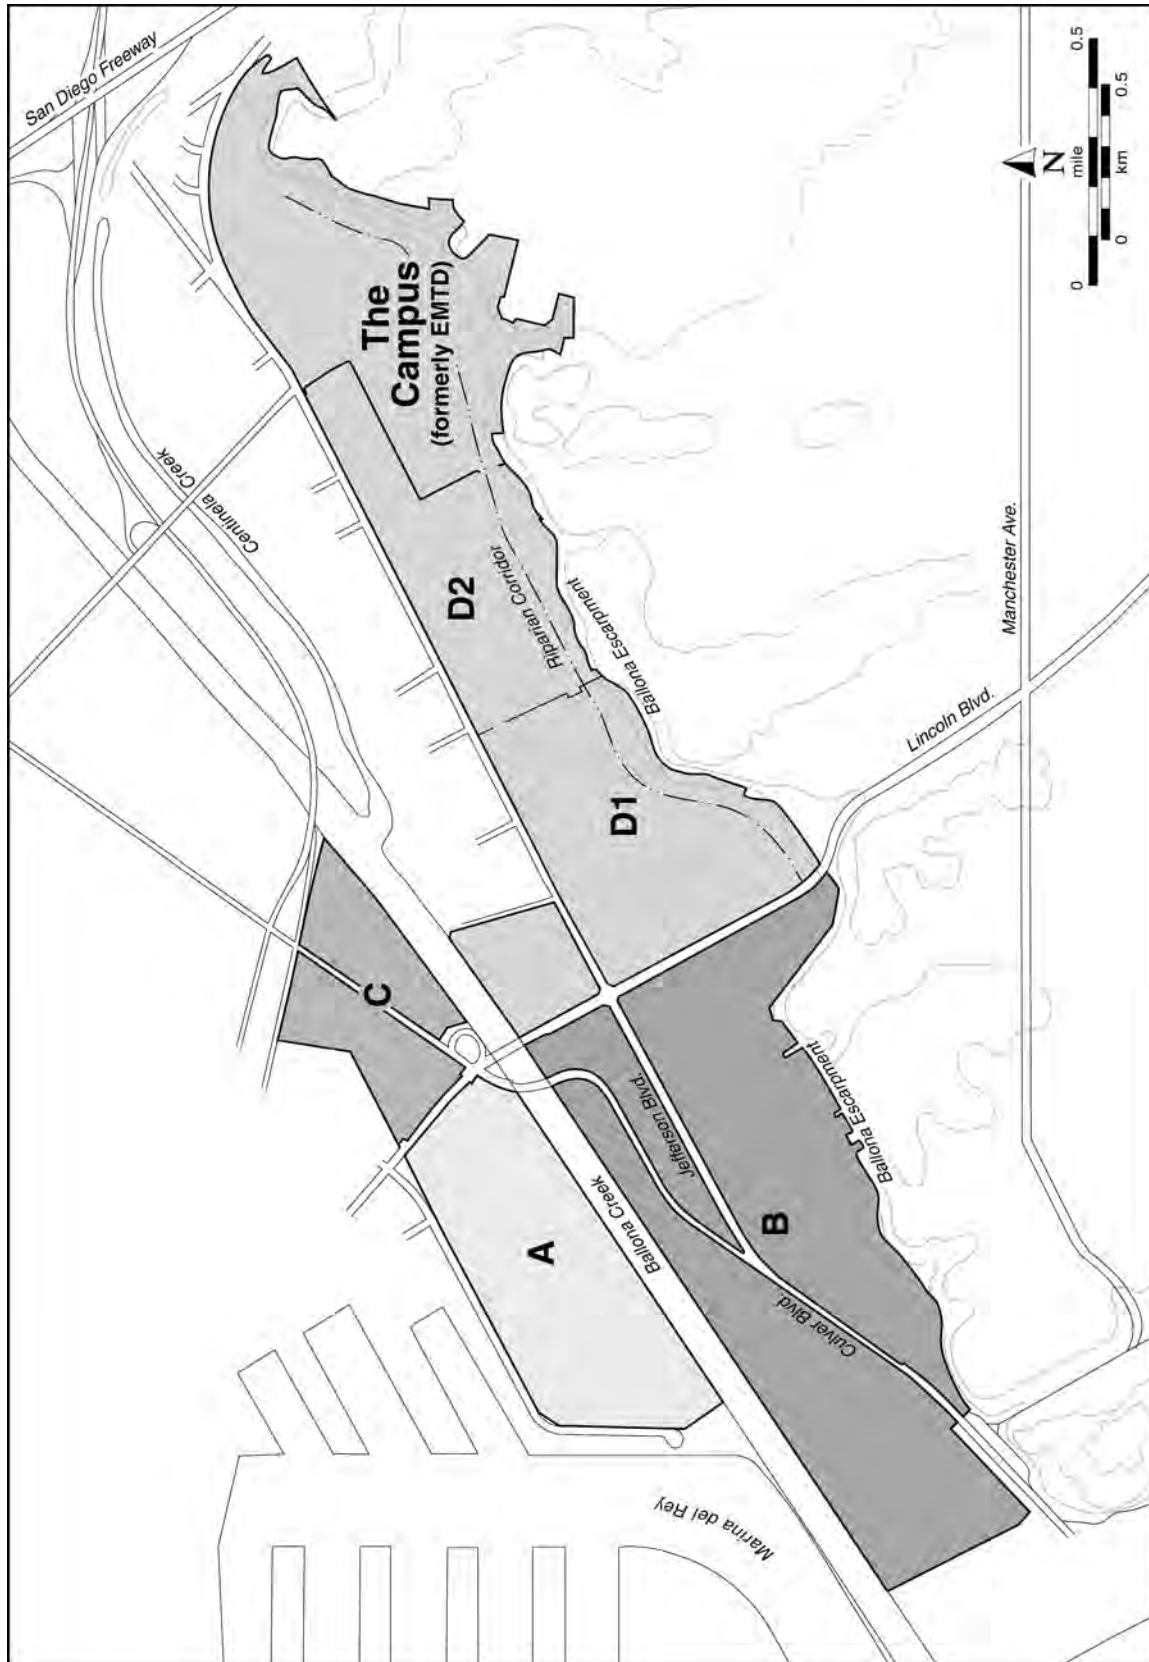 San Diego Freeway
Centinela Creek
The
Campus
(formerly EMTD)
D2
Riparian Corridor
Ballona Escarpment
D1
C
Lincoln Blvd.
Manchester Ave.
A
Ballona Creek
Jefferson Blvd.
B
Culver Blvd.
Ballona Escarpment
Marina del Rey
N
0 mile 0.5
0 km 0.5